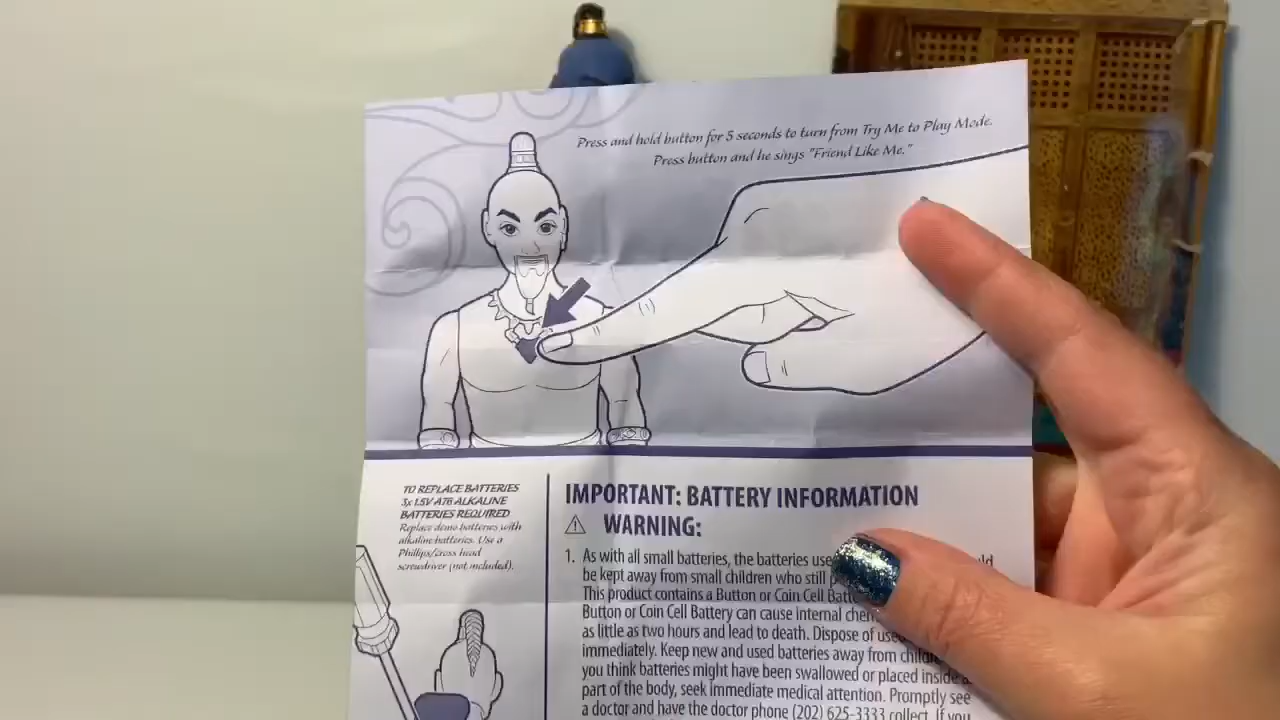 Press and hold button for 5 seconds to turn from Try Me to Play Mode.
Press button and he sings "Friend Like Me."
TO REPLACE BATTERIES
3x 1.5V A76 ALKALINE
BATTERIES REQUIRED
Replace demo batteries with
alkaline batteries. Use a
Phillips/cross head
screwdriver (not included).
IMPORTANT: BATTERY INFORMATION
WARNING:
1. As with all small batteries, the batteries use
be kept away from small children who still
This product contains a Button or Coin Cell
Button or Coin Cell Battery can cause internal
as little as two hours and lead to death. Dispose of
immediately. Keep new and used batteries away from
you think batteries might have been swallowed or placed inside
part of the body, seek immediate medical attention. Promptly see
a doctor and have the doctor phone (202) 625-3333 collect. If you